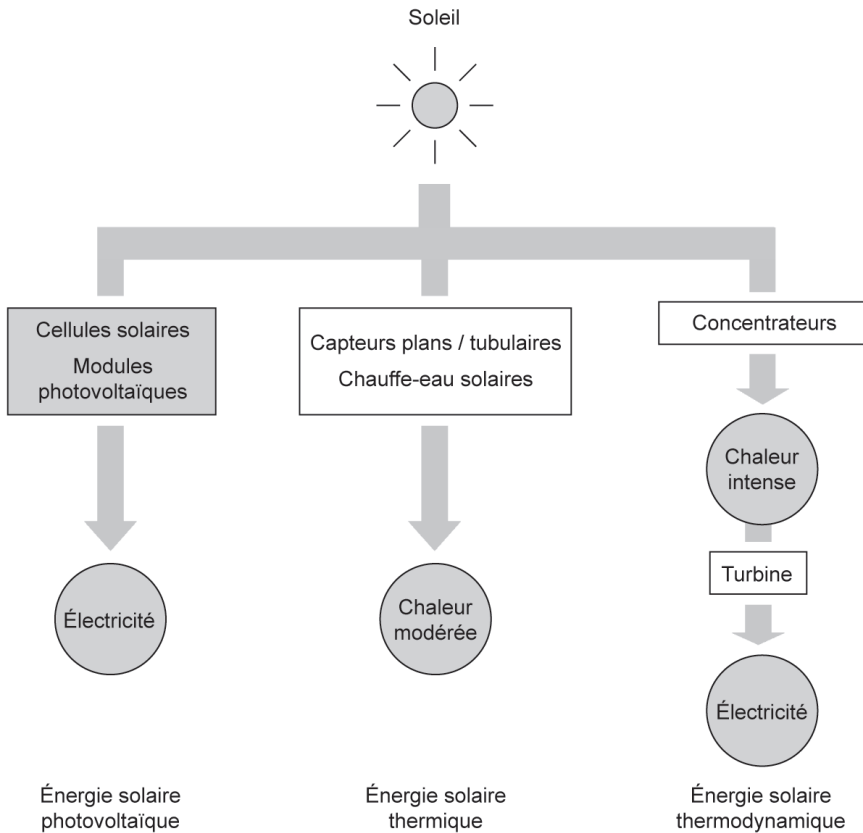 Soleil
Cellules solaires
Modules
photovoltaïques
Capteurs plans / tubulaires
Chauffe-eau solaires
Concentrateurs
Chaleur
intense
Turbine
Électricité
Chaleur
modérée
Électricité
Énergie solaire
photovoltaïque
Énergie solaire
thermique
Énergie solaire
thermodynamique